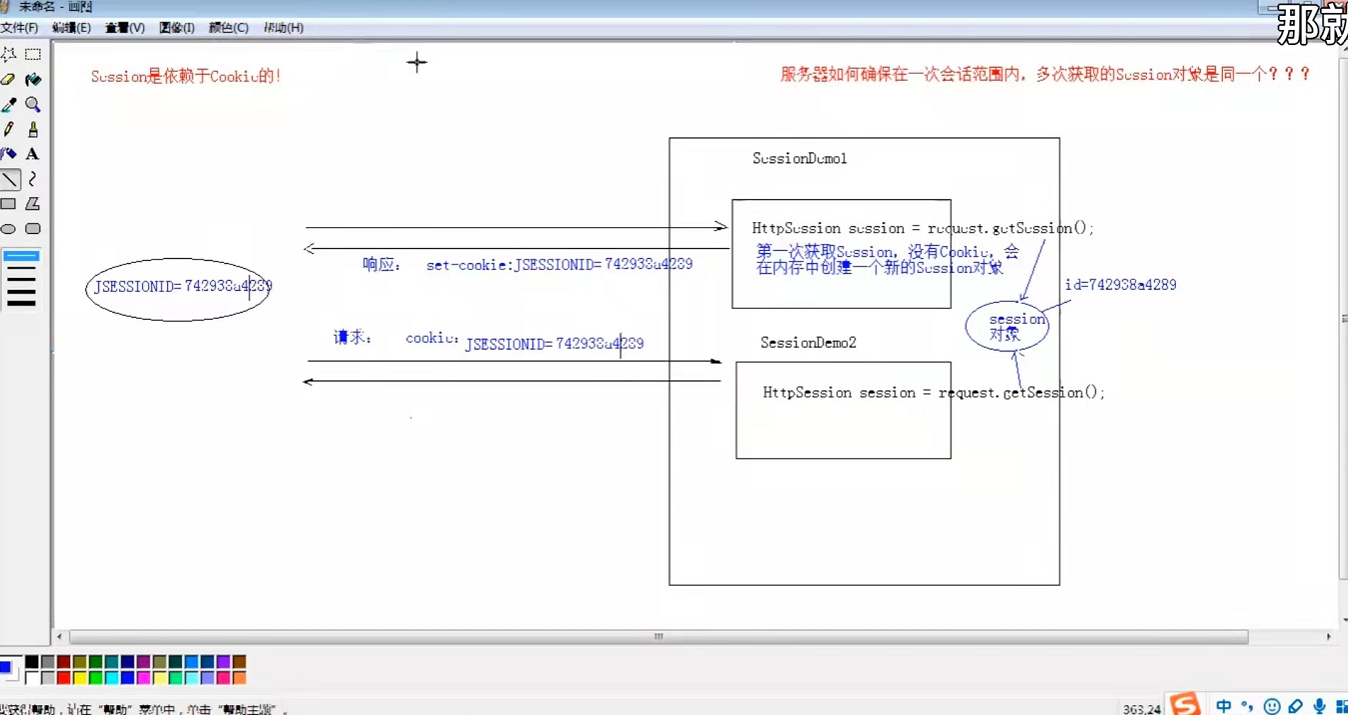 未命名 - 画图
文件(F) 编辑(E) 查看(V) 图像(I) 颜色(C) 帮助(H)
那就
Session是依赖于Cookie的!
服务器如何确保在一次会话范围内，多次获取的Session对象是同一个？？？
SessionDemo1
HttpSession session = request.getSession();
第一次获取Session，没有Cookie，会
在内存中创建一个新的Session对象
响应： set-cookie:JSESSIONID=742938a4289
JSESSIONID=742938a4289
id=742938a4289
session
对象
请求： cookie：JSESSIONID=742938a4289
SessionDemo2
HttpSession session = request.getSession();
要获得帮助，请在“帮助”菜单中，单击“帮助主题”。
363,24
中